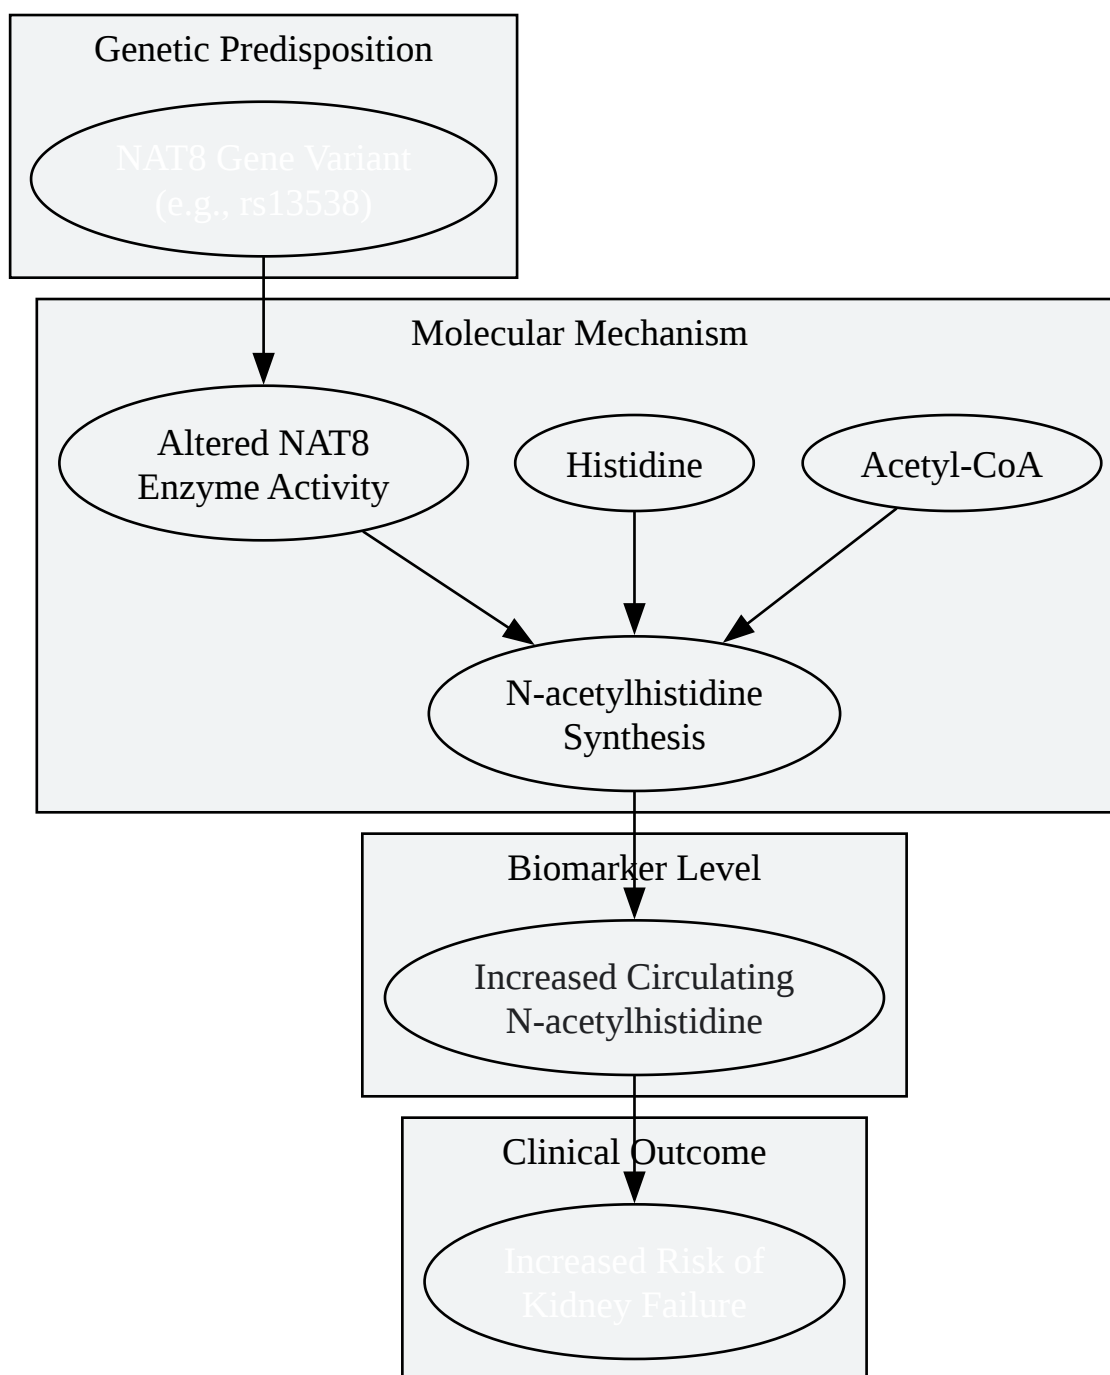 Genetic Predisposition
NAT8 Gene Variant
(e.g., rs13538)
Molecular Mechanism
Altered NAT8
Enzyme Activity
Histidine
Acetyl-CoA
N-acetylhistidine
Synthesis
Biomarker Level
Increased Circulating
N-acetylhistidine
Clinical Outcome
Increased Risk of
Kidney Failure